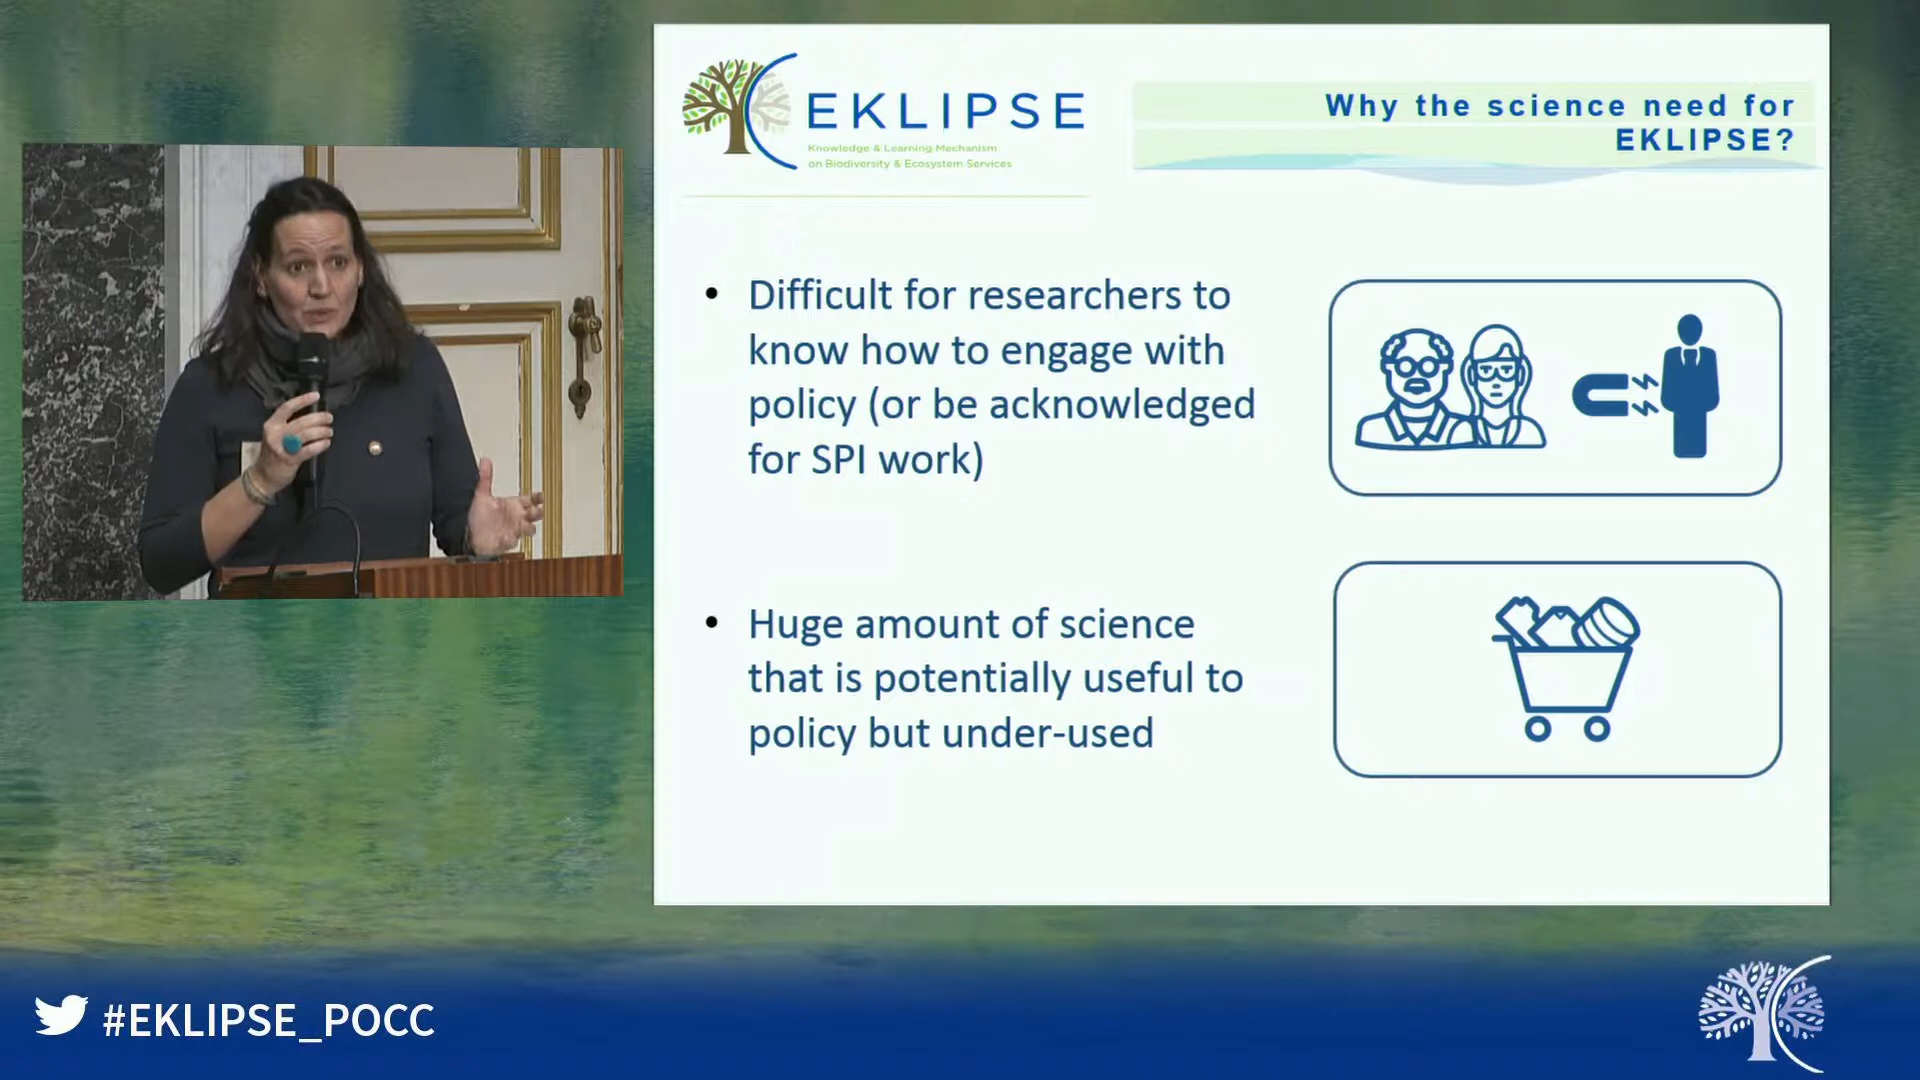 EKLIPSE
Knowledge & Learning Mechanism
on Biodiversity & Ecosystem Services
Why the science need for
EKLIPSE?
• Difficult for researchers to
know how to engage with
policy (or be acknowledged
for SPI work)
• Huge amount of science
that is potentially useful to
policy but under-used
#EKLIPSE_POCC